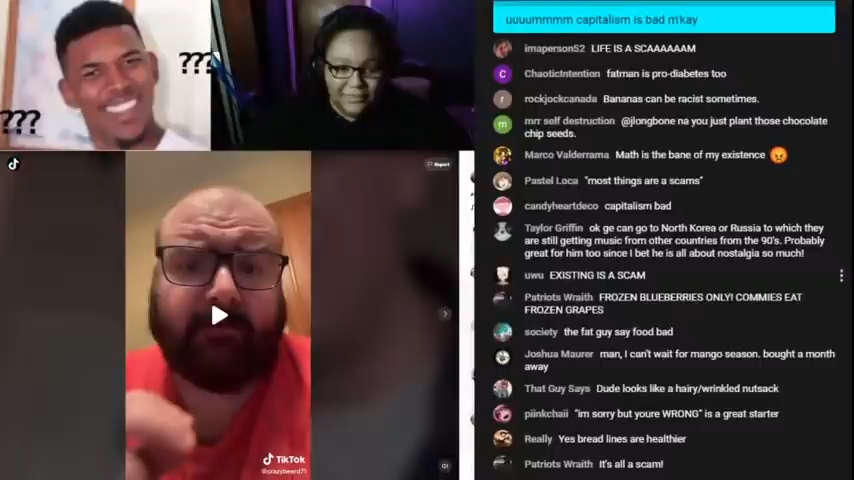 ???
???
TikTok
@crazybeard71
Report
uuuummmm capitalism is bad m'kay
imaperson52 LIFE IS A SCAAAAAAM
C ChaoticIntention fatman is pro-diabetes too
r rockjockcanada Bananas can be racist sometimes.
m mrr self destruction @jlongbone na you just plant those chocolate
chip seeds.
Marco Valderrama Math is the bane of my existence
Pastel Loca "most things are a scams"
candyheartdeco capitalism bad
Taylor Griffin ok ge can go to North Korea or Russia to which they
are still getting music from other countries from the 90's. Probably
great for him too since I bet he is all about nostalgia so much!
uwu EXISTING IS A SCAM
Patriots Wraith FROZEN BLUEBERRIES ONLY! COMMIES EAT
FROZEN GRAPES
society the fat guy say food bad
Joshua Maurer man, I can't wait for mango season. bought a month
away
That Guy Says Dude looks like a hairy/wrinkled nutsack
piinkchaii "im sorry but youre WRONG" is a great starter
Really Yes bread lines are healthier
Patriots Wraith It's all a scam!